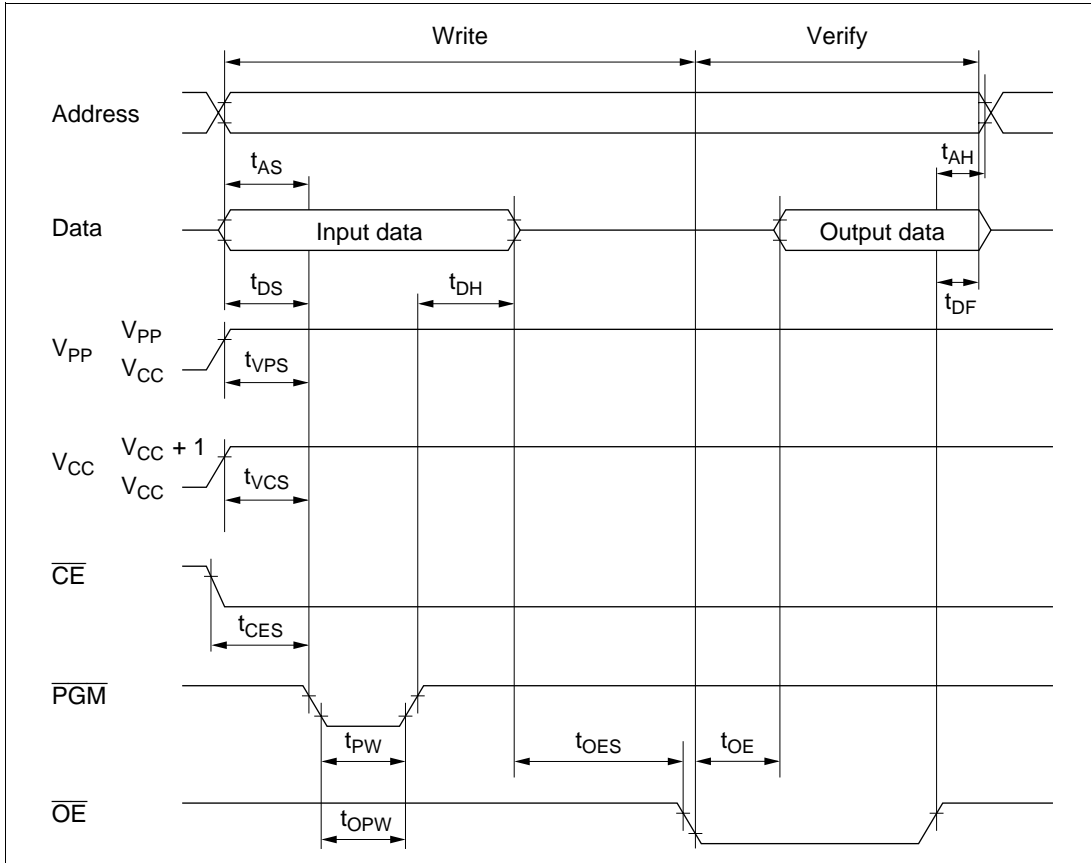 Write Verify
Address
tAS tAH
Data Input data Output data
tDS tDH tDF
VPP VPP
VCC
tVPS
VCC VCC + 1
VCC
tVCS
CE
tCES
PGM
tPW tOES tOE
OE
tOPW